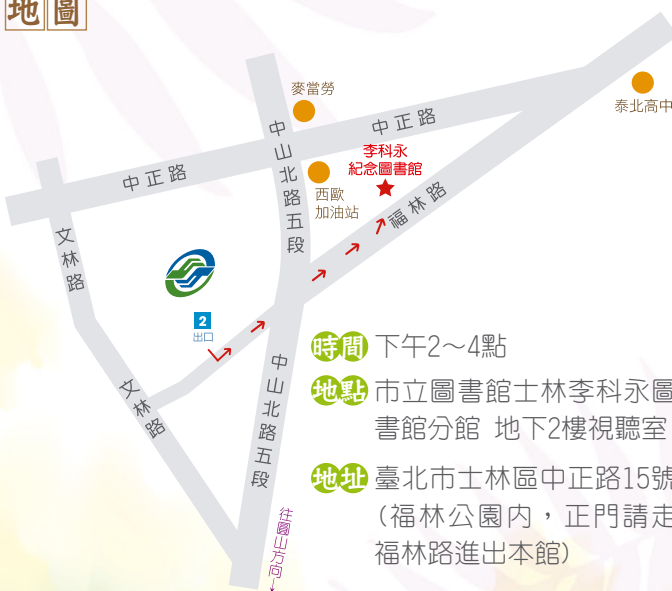 地圖
麥當勞
泰北高中
中正路
中正路
中山北路五段
李科永
紀念圖書館
西歐
加油站
福林路
文林路
2
出口
文林路
中山北路五段
往圓山方向→
時間 下午2～4點
地點 市立圖書館士林李科永圖
書館分館 地下2樓視聽室
地址 臺北市士林區中正路15號
(福林公園內，正門請走
福林路進出本館)